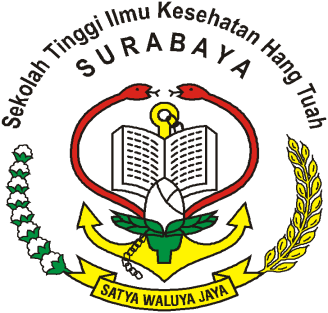 Sekolah Tinggi Ilmu Kesehatan Hang Tuah
SURABAYA
SATYA WALUYA JAYA